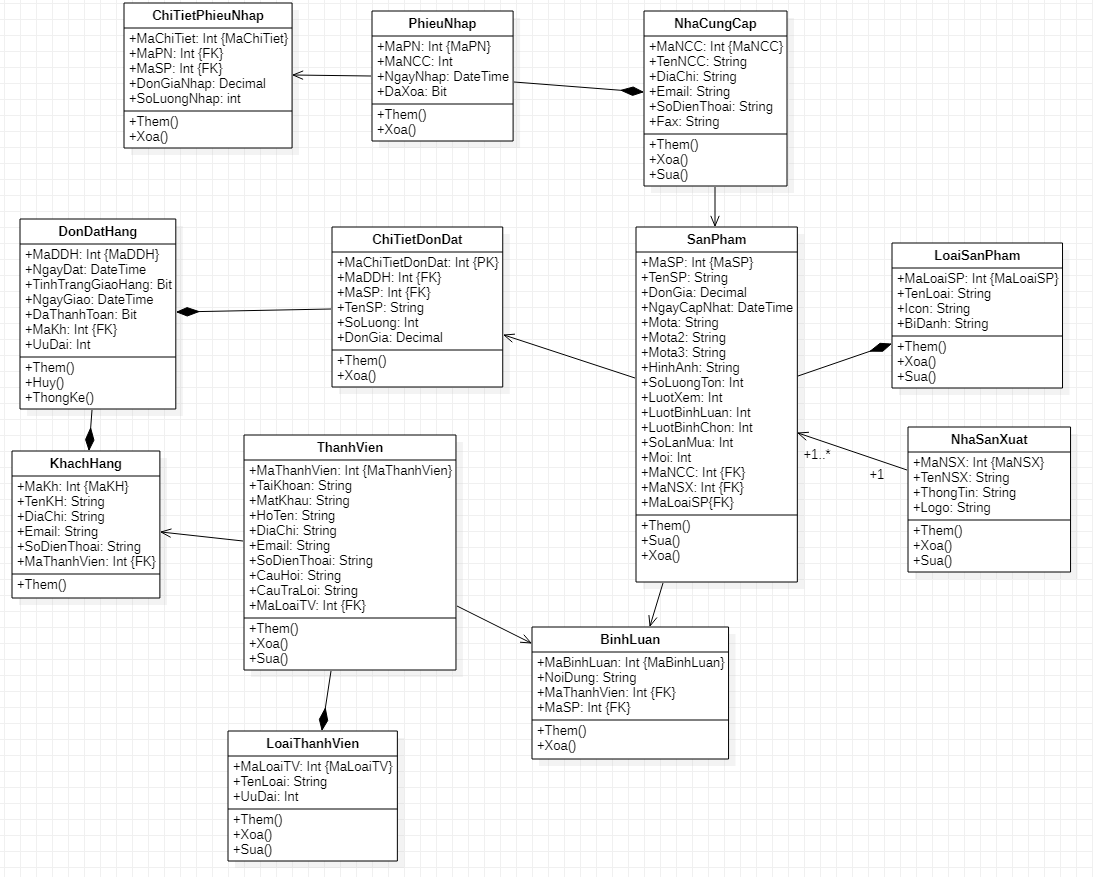 ChiTietPhieuNhap
+MaChiTiet: Int {MaChiTiet}
+MaPN: Int {FK}
+MaSP: Int {FK}
+DonGiaNhap: Decimal
+SoLuongNhap: int
+Them()
+Xoa()
PhieuNhap
+MaPN: Int {MaPN}
+MaNCC: Int
+NgayNhap: DateTime
+DaXoa: Bit
+Them()
+Xoa()
NhaCungCap
+MaNCC: Int {MaNCC}
+TenNCC: String
+DiaChi: String
+Email: String
+SoDienThoai: String
+Fax: String
+Them()
+Xoa()
+Sua()
DonDatHang
+MaDDH: Int {MaDDH}
+NgayDat: DateTime
+TinhTrangGiaoHang: Bit
+NgayGiao: DateTime
+DaThanhToan: Bit
+MaKh: Int {FK}
+UuDai: Int
+Them()
+Huy()
+ThongKe()
ChiTietDonDat
+MaChiTietDonDat: Int {PK}
+MaDDH: Int {FK}
+MaSP: Int {FK}
+TenSP: String
+SoLuong: Int
+DonGia: Decimal
+Them()
+Xoa()
SanPham
+MaSP: Int {MaSP}
+TenSP: String
+DonGia: Decimal
+NgayCapNhat: DateTime
+Mota: String
+Mota2: String
+Mota3: String
+HinhAnh: String
+SoLuongTon: Int
+LuotXem: Int
+LuotBinhLuan: Int
+LuotBinhChon: Int
+SoLanMua: Int
+Moi: Int
+MaNCC: Int {FK}
+MaNSX: Int {FK}
+MaLoaiSP{FK}
+Them()
+Sua()
+Xoa()
LoaiSanPham
+MaLoaiSP: Int {MaLoaiSP}
+TenLoai: String
+Icon: String
+BiDanh: String
+Them()
+Xoa()
+Sua()
+1..*
+1
NhaSanXuat
+MaNSX: Int {MaNSX}
+TenNSX: String
+ThongTin: String
+Logo: String
+Them()
+Xoa()
+Sua()
KhachHang
+MaKh: Int {MaKH}
+TenKH: String
+DiaChi: String
+Email: String
+SoDienThoai: String
+MaThanhVien: Int {FK}
+Them()
ThanhVien
+MaThanhVien: Int {MaThanhVien}
+TaiKhoan: String
+MatKhau: String
+HoTen: String
+DiaChi: String
+Email: String
+SoDienThoai: String
+CauHoi: String
+CauTraLoi: String
+MaLoaiTV: Int {FK}
+Them()
+Xoa()
+Sua()
BinhLuan
+MaBinhLuan: Int {MaBinhLuan}
+NoiDung: String
+MaThanhVien: Int {FK}
+MaSP: Int {FK}
+Them()
+Xoa()
LoaiThanhVien
+MaLoaiTV: Int {MaLoaiTV}
+TenLoai: String
+UuDai: Int
+Them()
+Xoa()
+Sua()